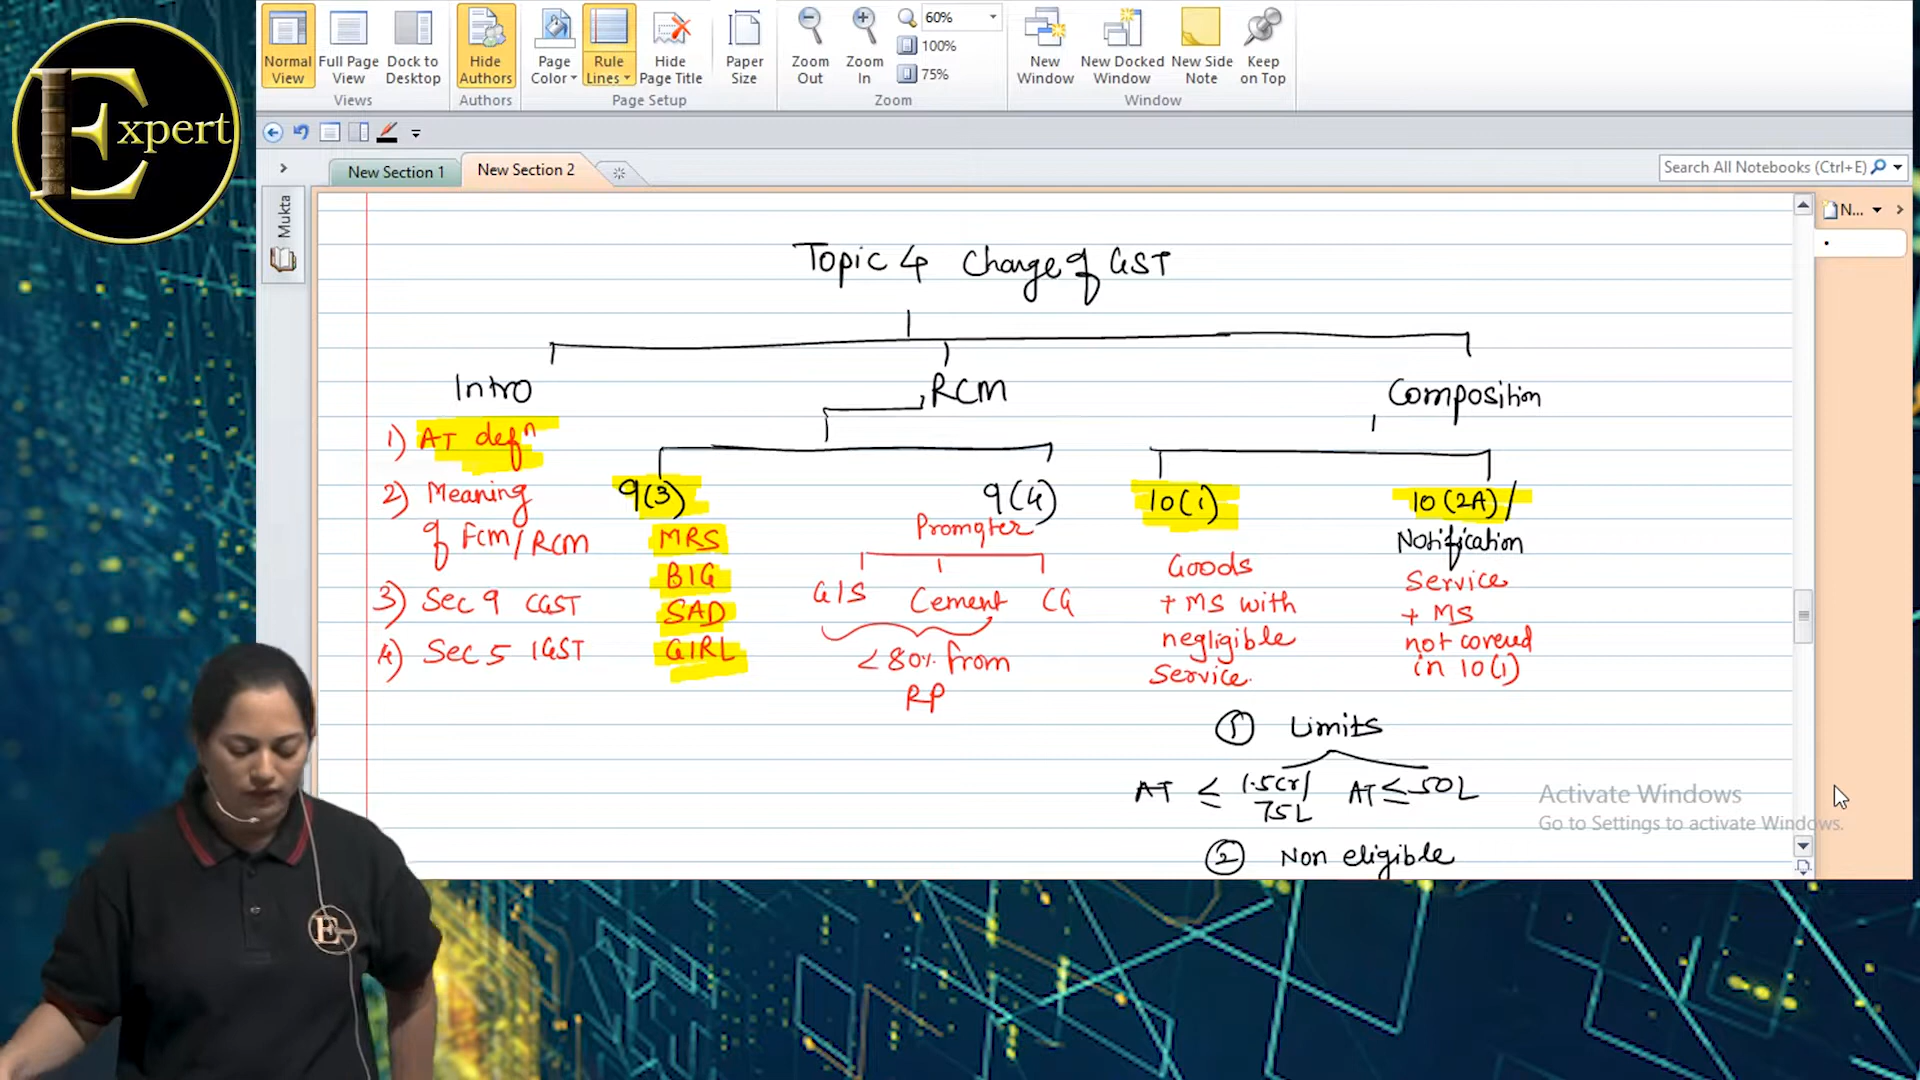 Expert
Normal View
Full Page View
Dock to Desktop
Views
Hide Authors
Authors
Page Color
Rule Lines
Hide Page Title
Page Setup
Paper Size
Zoom Out
Zoom In
60%
100%
75%
Zoom
New Window
New Docked Window
New Side Note
Keep on Top
Window
New Section 1
New Section 2
Search All Notebooks (Ctrl+E)
Mukta
N...
Topic 4 Charge of GST
Intro
RCM
Composition
1) AT defn
2) Meaning of FCM/RCM
3) Sec 9 CGST
4) Sec 5 IGST
9(3)
MRS
BIG
SAD
GIRL
9(4)
Promoter
G/S
Cement
CG
<80% from
RP
10(1)
Goods
+ MS with
negligible
Service.
10(2A)/
Notification
Service
+ MS
not covered
in 10(1)
① Limits
AT ≤ 1.5Cr/
75L
AT ≤ 50L
② Non eligible
Activate Windows
Go to Settings to activate Windows.
E